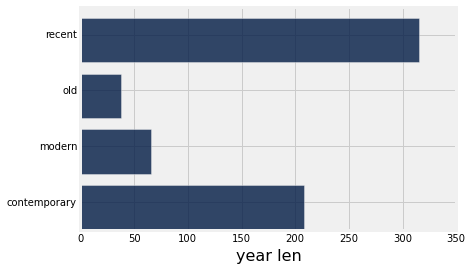 recent
old
modern
contemporary
0 50 100 150 200 250 300 350
year len